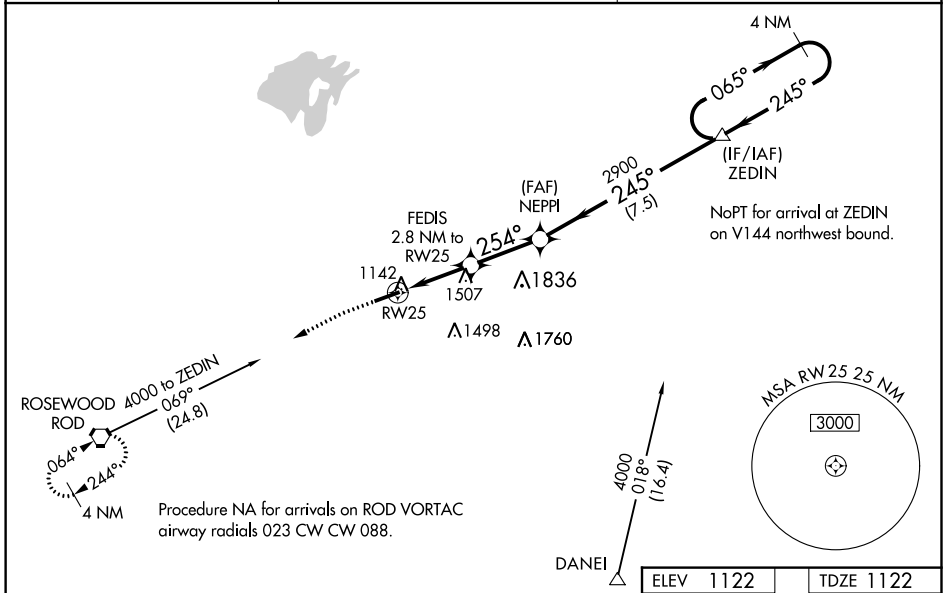 4 NM
065°
245°
(IF/IAF)
ZEDIN
2900
245°
(7.5)
(FAF)
NEPPI
NoPT for arrival at ZEDIN
on V144 northwest bound.
FEDIS
2.8 NM to
RW25
254°
1142
RW25
1507
1836
1498
1760
MSA RW25 25 NM
3000
4000 to ZEDIN
069°
(24.8)
ROSEWOOD
ROD
064°
244°
4 NM
Procedure NA for arrivals on ROD VORTAC
airway radials 023 CW CW 088.
4000
018°
(16.4)
DANEI
ELEV 1122
TDZE 1122